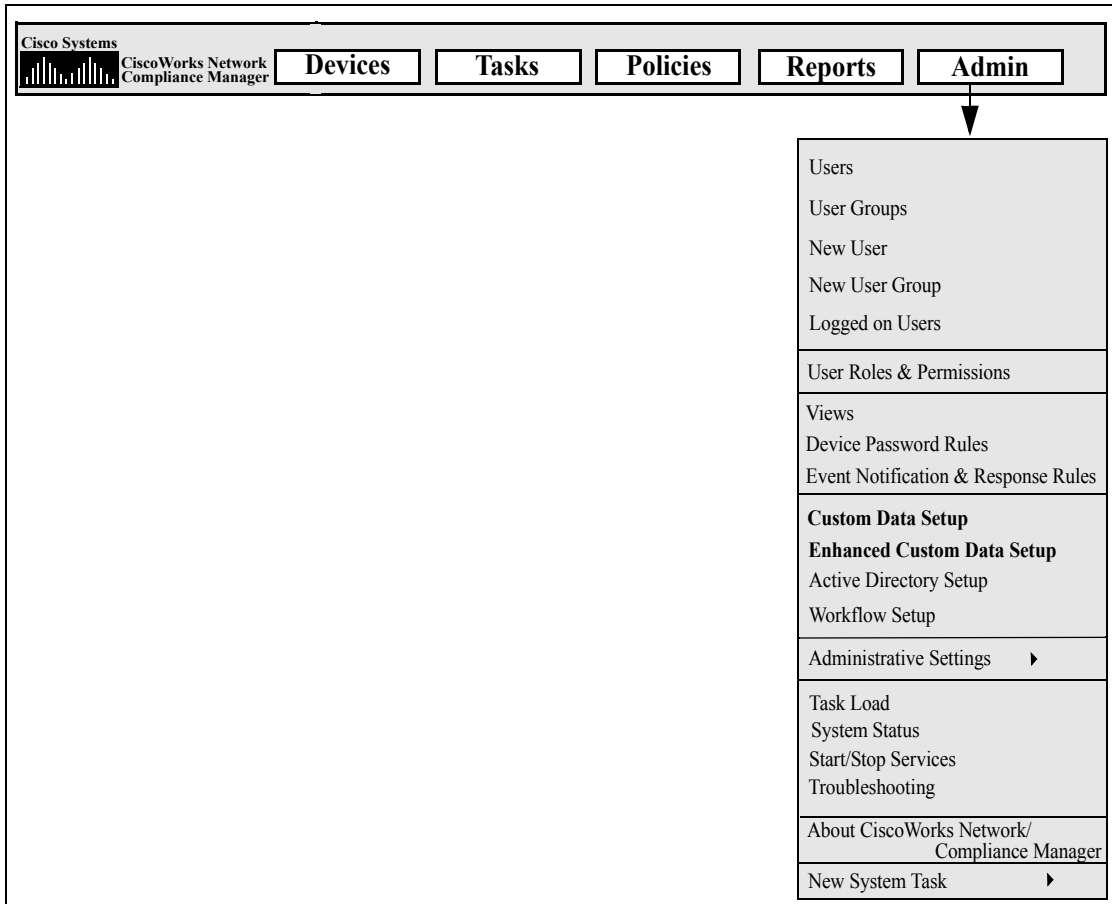 Cisco Systems
CiscoWorks Network
Compliance Manager
Devices
Tasks
Policies
Reports
Admin
Users
User Groups
New User
New User Group
Logged on Users
User Roles & Permissions
Views
Device Password Rules
Event Notification & Response Rules
Custom Data Setup
Enhanced Custom Data Setup
Active Directory Setup
Workflow Setup
Administrative Settings
Task Load
System Status
Start/Stop Services
Troubleshooting
About CiscoWorks Network/
Compliance Manager
New System Task